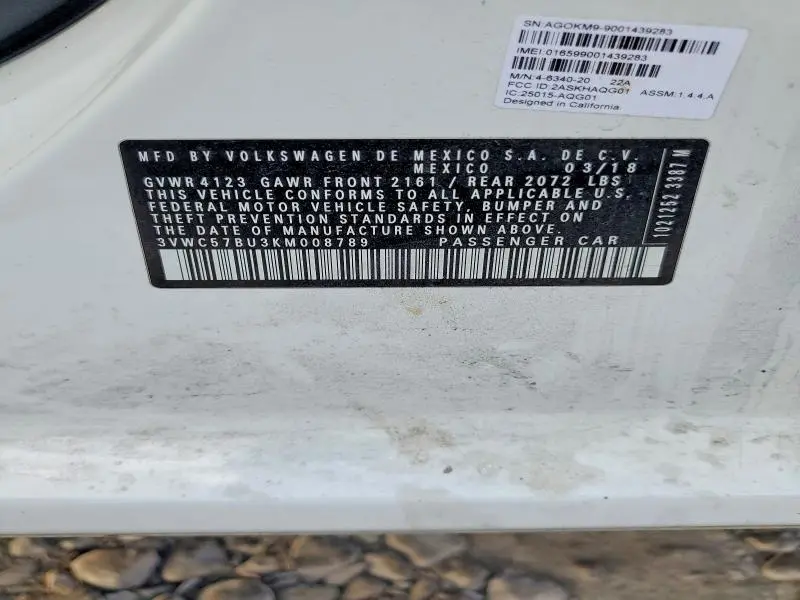 SN:AGOKM9-9001439283
IMEI:016599001439283
M/N:4-6340-20 22A
FCC ID:2ASKHAQG01 ASSM:1.4.4.A
IC:25015-AQG01
Designed in California
MFD BY VOLKSWAGEN DE MEXICO S.A. DE C.V.
MEXICO 03/18
GVWR 4123 GAWR FRONT 2161 / REAR 2072 LBS
THIS VEHICLE CONFORMS TO ALL APPLICABLE U.S.
FEDERAL MOTOR VEHICLE SAFETY, BUMPER AND
THEFT PREVENTION STANDARDS IN EFFECT ON
THE DATE OF MANUFACTURE SHOWN ABOVE.
3VWC57BU3KM008789 PASSENGER CAR
1021252 3387 M